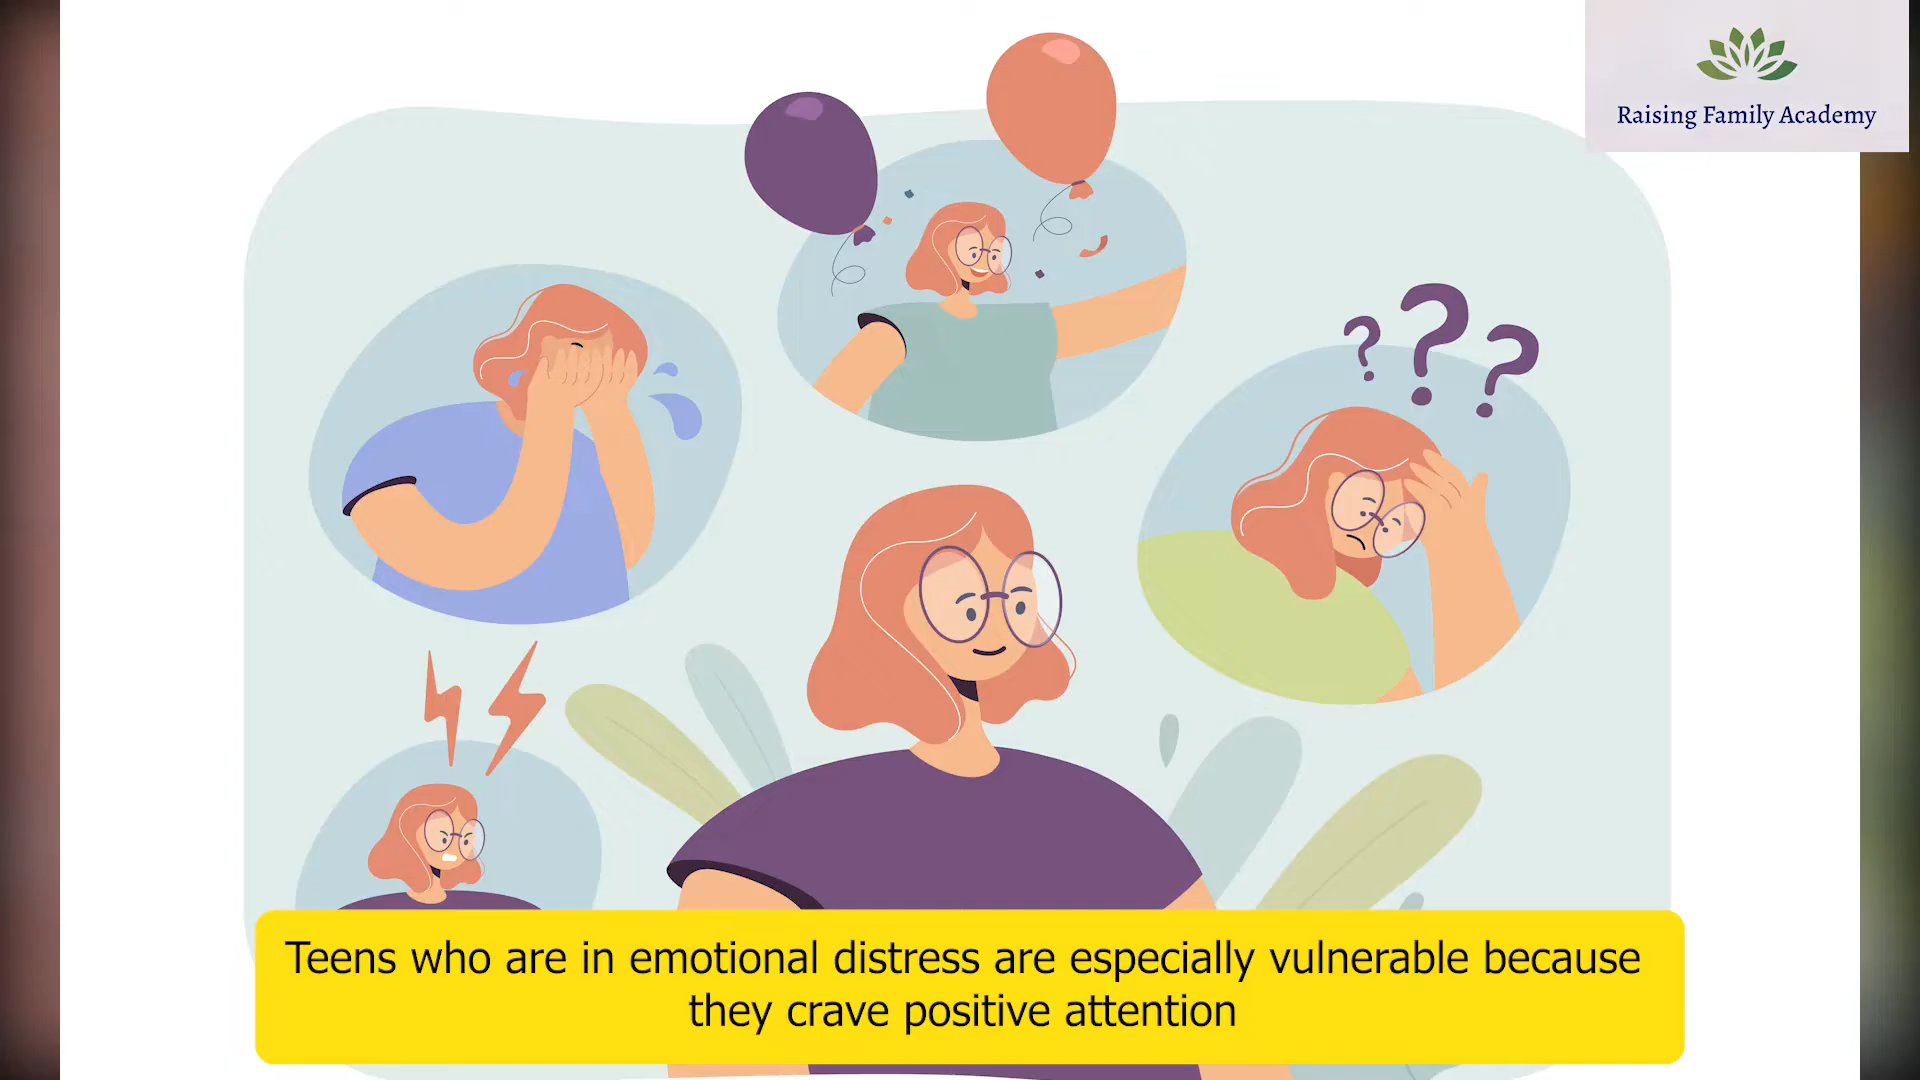 Raising Family Academy
???
Teens who are in emotional distress are especially vulnerable because
they crave positive attention